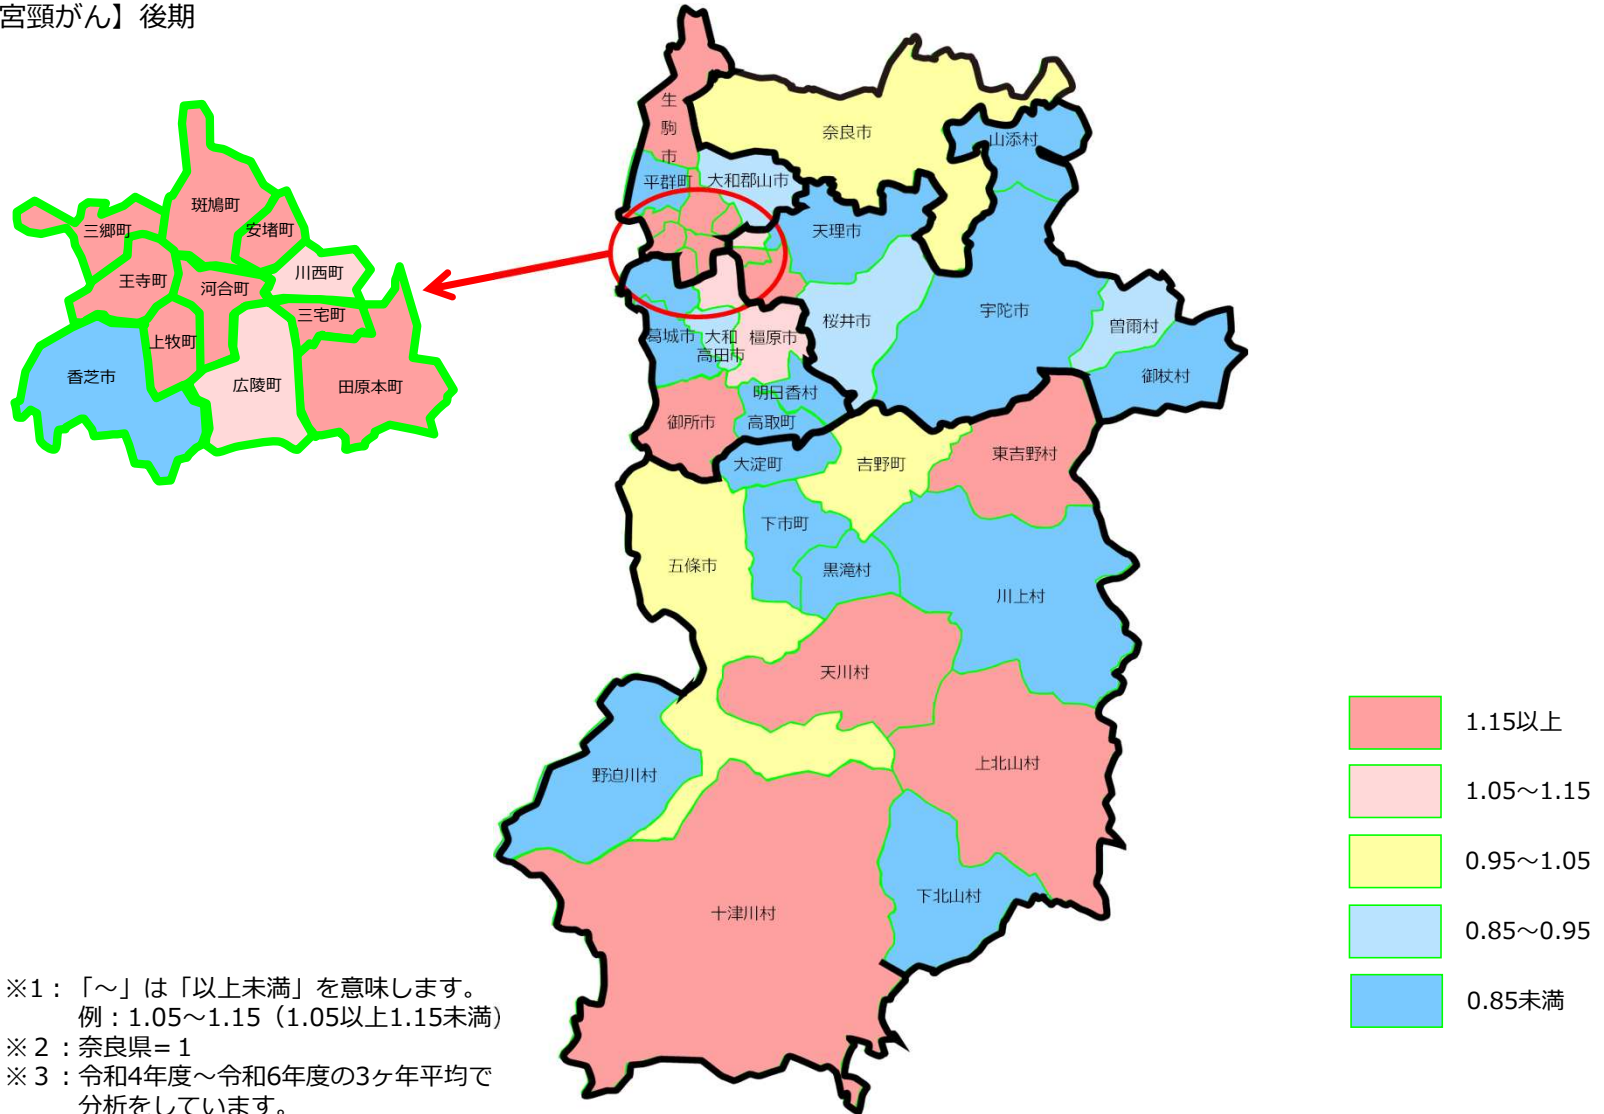 宮頸がん】後期
生
駒
市
奈良市
山添村
平群町
大和郡山市
天理市
斑鳩町
三郷町
安堵町
王寺町
河合町
川西町
三宅町
上牧町
香芝市
広陵町
田原本町
葛城市
大和
高田市
橿原市
桜井市
宇陀市
曽爾村
御杖村
明日香村
御所市
高取町
大淀町
吉野町
東吉野村
下市町
五條市
黒滝村
川上村
天川村
野迫川村
上北山村
下北山村
十津川村
1.15以上
1.05～1.15
0.95～1.05
0.85～0.95
0.85未満
※1：「～」は「以上未満」を意味します。
例：1.05～1.15（1.05以上1.15未満）
※２：奈良県=１
※３：令和4年度～令和6年度の3ヶ年平均で
分析をしています。